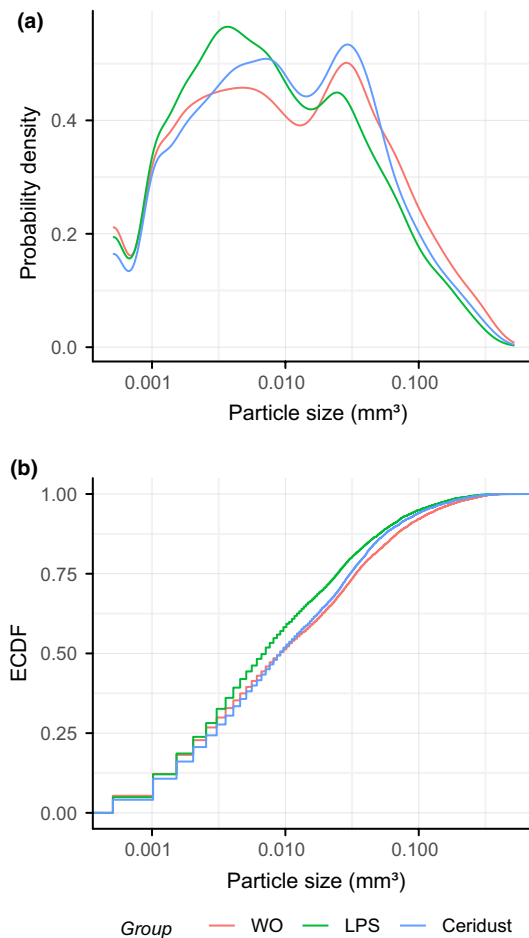 (a)
Probability density
0.4
0.2
0.0
0.001 0.010 0.100
Particle size (mm³)
(b)
ECDF
1.00
0.75
0.50
0.25
0.00
0.001 0.010 0.100
Particle size (mm³)
Group WO LPS Ceridust